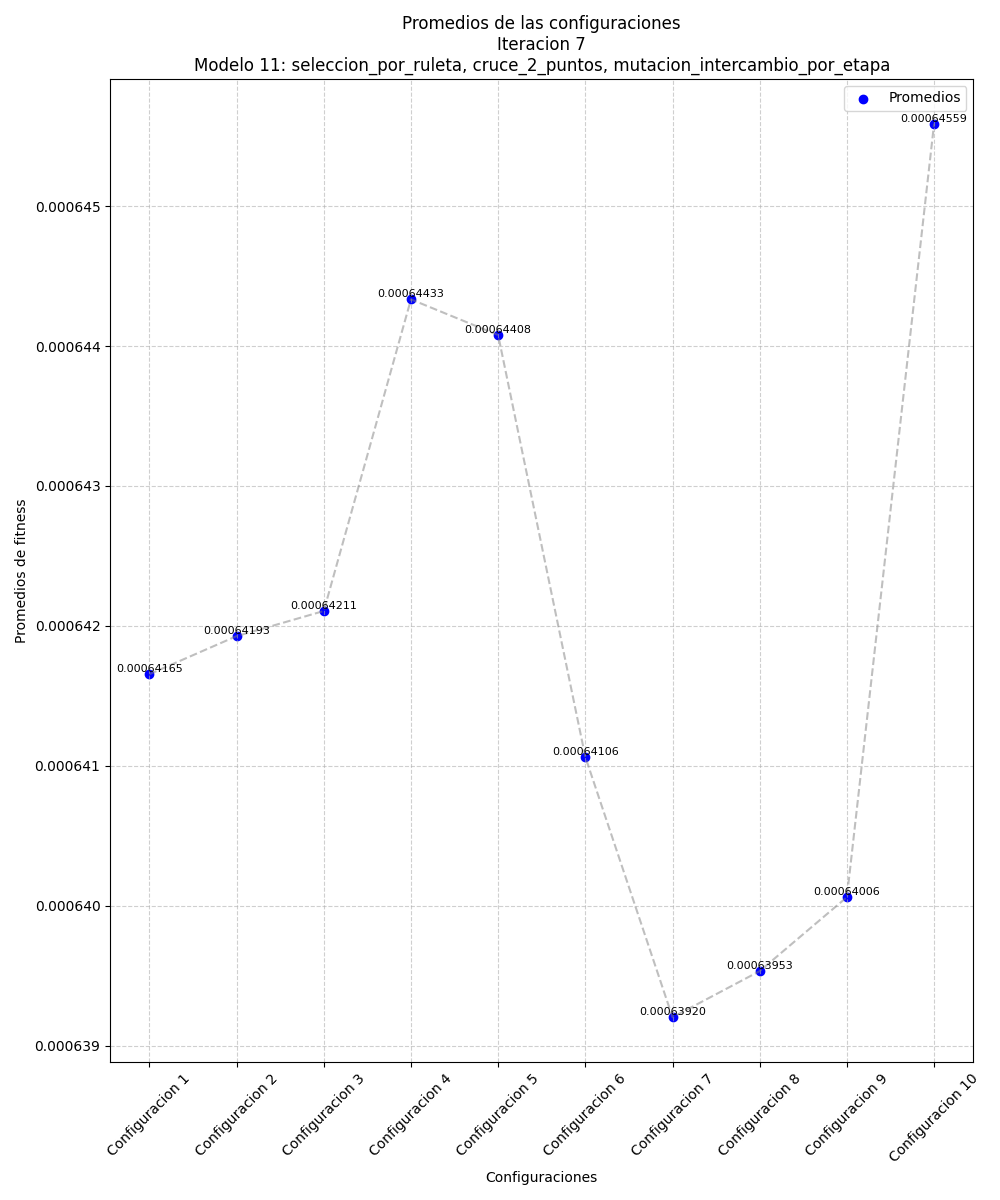 Promedios de las configuraciones
Iteracion 7
Modelo 11: seleccion_por_ruleta, cruce_2_puntos, mutacion_intercambio_por_etapa
Promedios
0.00064559
0.000645
0.00064433
0.00064408
0.000644
0.000643
Promedios de fitness
0.00064211
0.00064193
0.000642
0.00064165
0.00064106
0.000641
0.00064006
0.000640
0.00063953
0.00063920
0.000639
Configuracion 1
Configuracion 2
Configuracion 3
Configuracion 4
Configuracion 5
Configuracion 6
Configuracion 7
Configuracion 8
Configuracion 9
Configuracion 10
Configuraciones